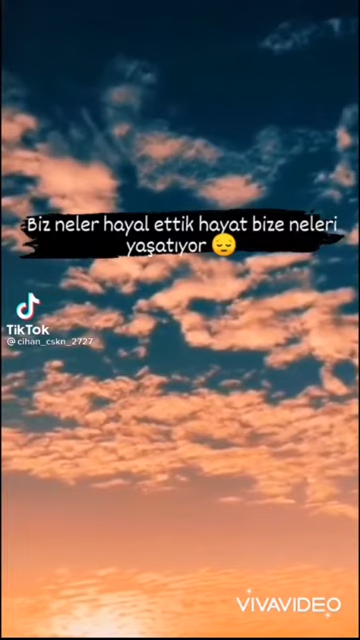 Biz neler hayal ettik hayat bize neleri
yaşatıyor 😔
TikTok
@cihan_cskn_2727
VIVAVIDEO